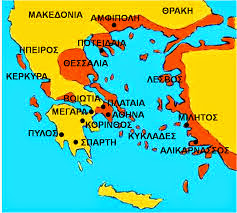 ΜΑΚΕΔΟΝΙΑ
ΘΡΑΚΗ
ΑΜΦΙΠΟΛΗ
ΗΠΕΙΡΟΣ
ΠΟΤΕΙΔΑΙΑ
ΘΕΣΣΑΛΙΑ
ΚΕΡΚΥΡΑ
ΛΕΣΒΟΣ
ΒΟΙΩΤΙΑ
ΠΛΑΤΑΙΑ
ΜΕΓΑΡΑ
ΑΘΗΝΑ
ΜΙΛΗΤΟΣ
ΚΟΡΙΝΘΟΣ
ΠΥΛΟΣ
ΚΥΚΛΑΔΕΣ
ΣΠΑΡΤΗ
ΑΛΙΚΑΡΝΑΣΣΟΣ